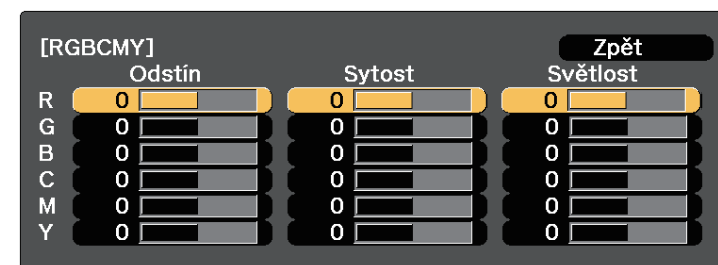 [RGBCMY] Zpět
Odstín Sytost Světlost
R 0 0 0
G 0 0 0
B 0 0 0
C 0 0 0
M 0 0 0
Y 0 0 0